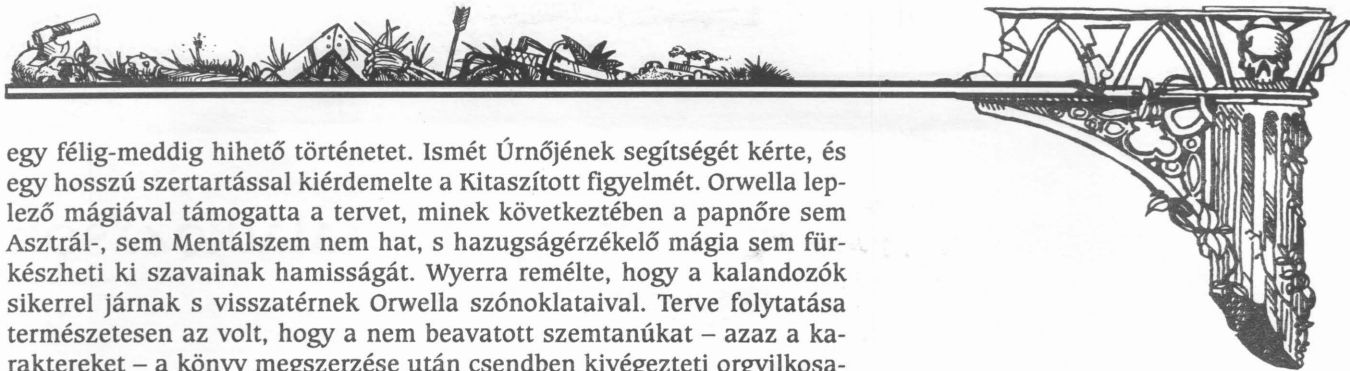 egy félig-meddig hihető történetet. Ismét Úrnőjének segítségét kérte, és
egy hosszú szertartással kiérdemelte a Kitaszított figyelmét. Orwella lep-
lező mágiával támogatta a tervet, minek következtében a papnőre sem
Asztrál-, sem Mentálszem nem hat, s hazugságérzékelő mágia sem für-
készheti ki szavainak hamisságát. Wyerra remélte, hogy a kalandozók
sikerrel járnak s visszatérnek Orwella szónoklataival. Terve folytatása
természetesen az volt, hogy a nem beavatott szemtanúkat – azaz a ka-
raktereket – a könyv megszerzése után csendben kivégezteti orgyilkosa-